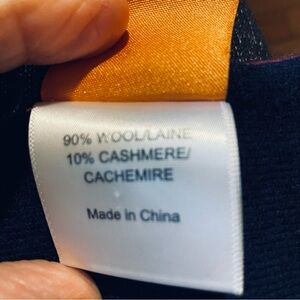 90% WOOL/LAINE
10% CASHMERE/
CACHEMIRE
Made in China